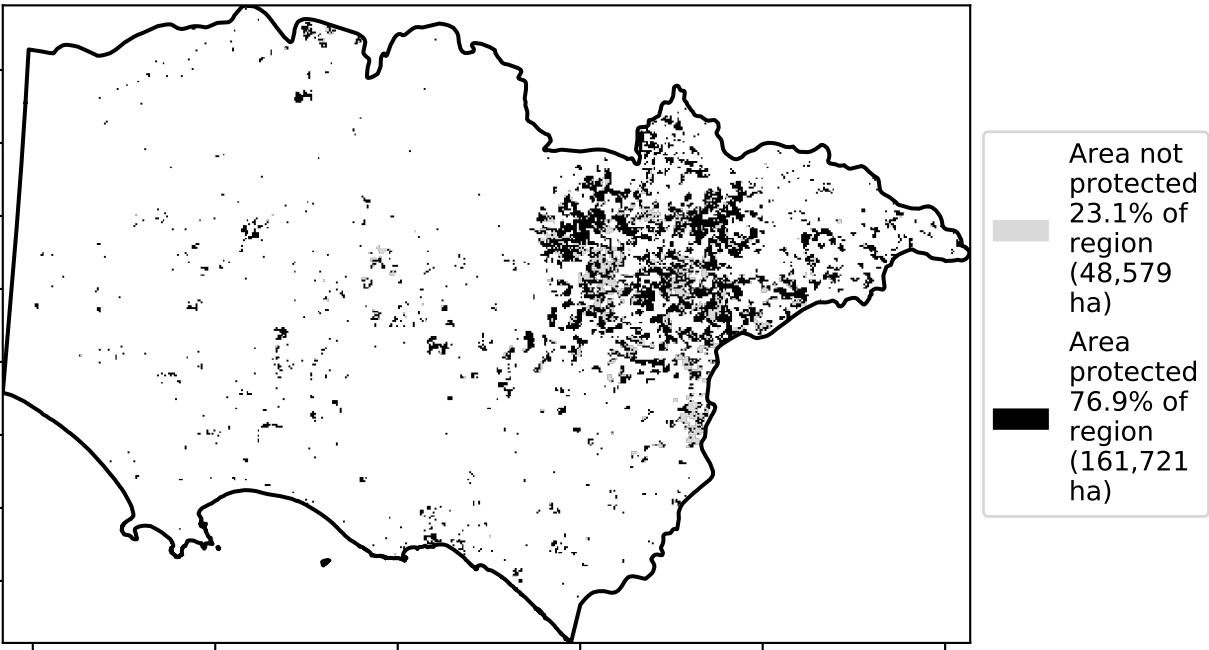 Area not
protected
23.1% of
region
(48,579
ha)
Area
protected
76.9% of
region
(161,721
ha)